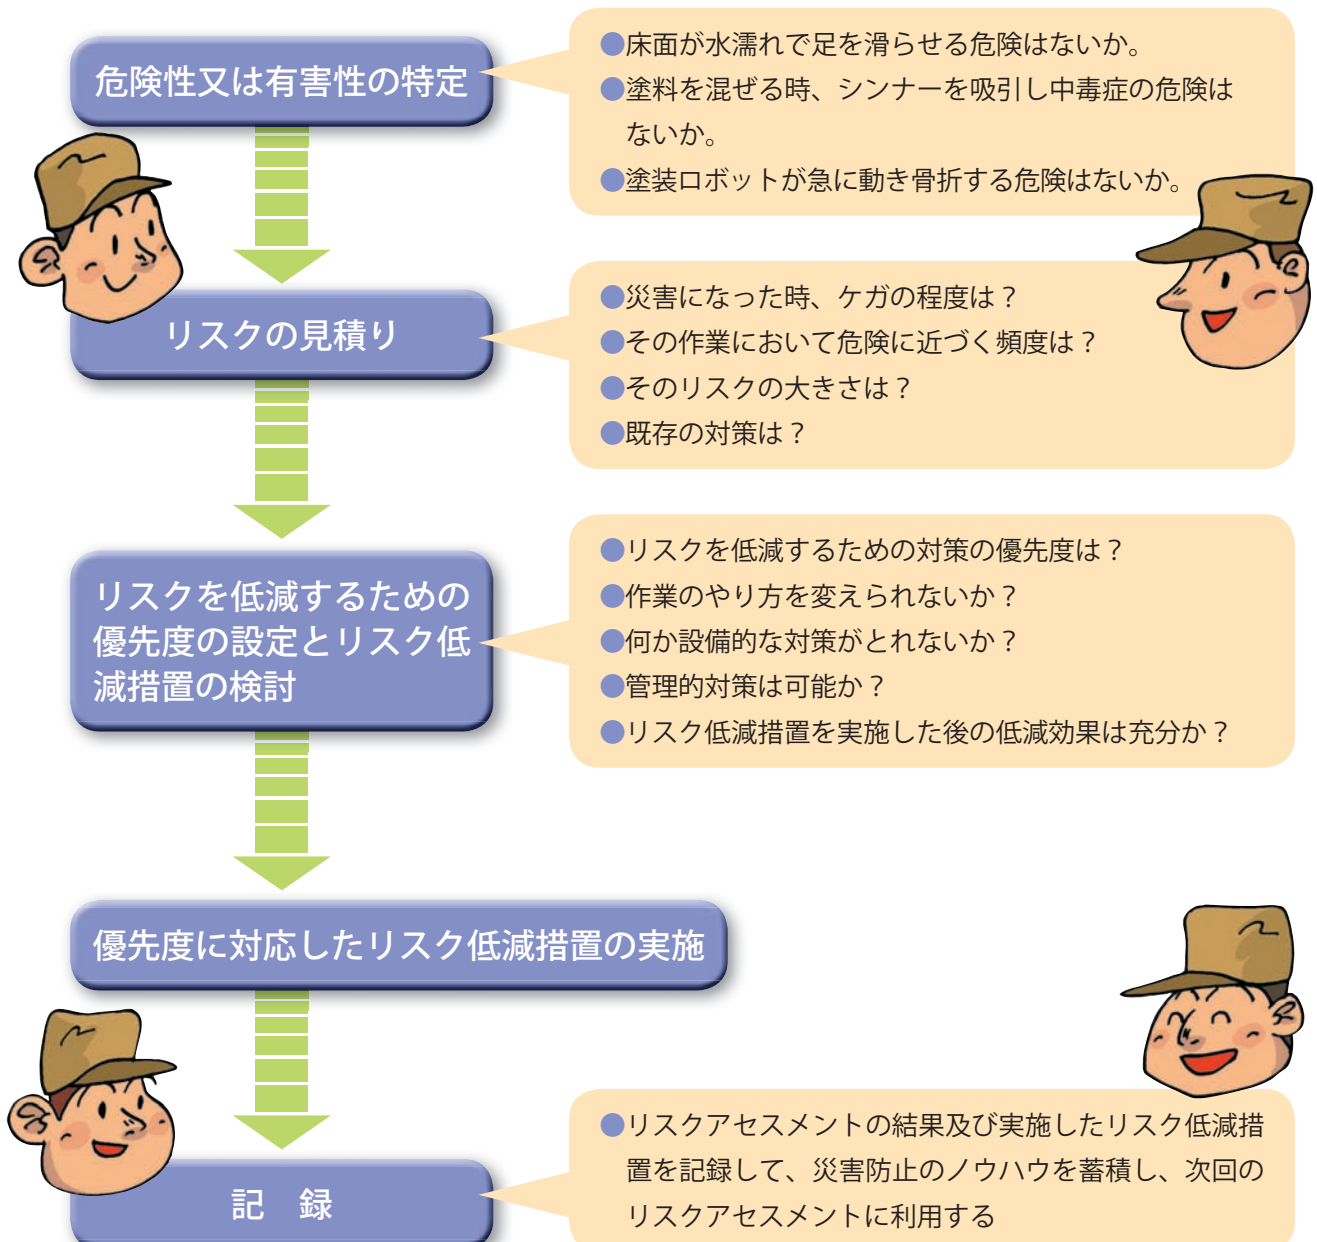 危険性又は有害性の特定
●床面が水濡れで足を滑らせる危険はないか。
●塗料を混ぜる時、シンナーを吸引し中毒症の危険は
ないか。
●塗装ロボットが急に動き骨折する危険はないか。
リスクの見積り
●災害になった時、ケガの程度は？
●その作業において危険に近づく頻度は？
●そのリスクの大きさは？
●既存の対策は？
リスクを低減するための
優先度の設定とリスク低
減措置の検討
●リスクを低減するための対策の優先度は？
●作業のやり方を変えられないか？
●何か設備的な対策がとれないか？
●管理的対策は可能か？
●リスク低減措置を実施した後の低減効果は充分か？
優先度に対応したリスク低減措置の実施
記　録
●リスクアセスメントの結果及び実施したリスク低減措
置を記録して、災害防止のノウハウを蓄積し、次回の
リスクアセスメントに利用する